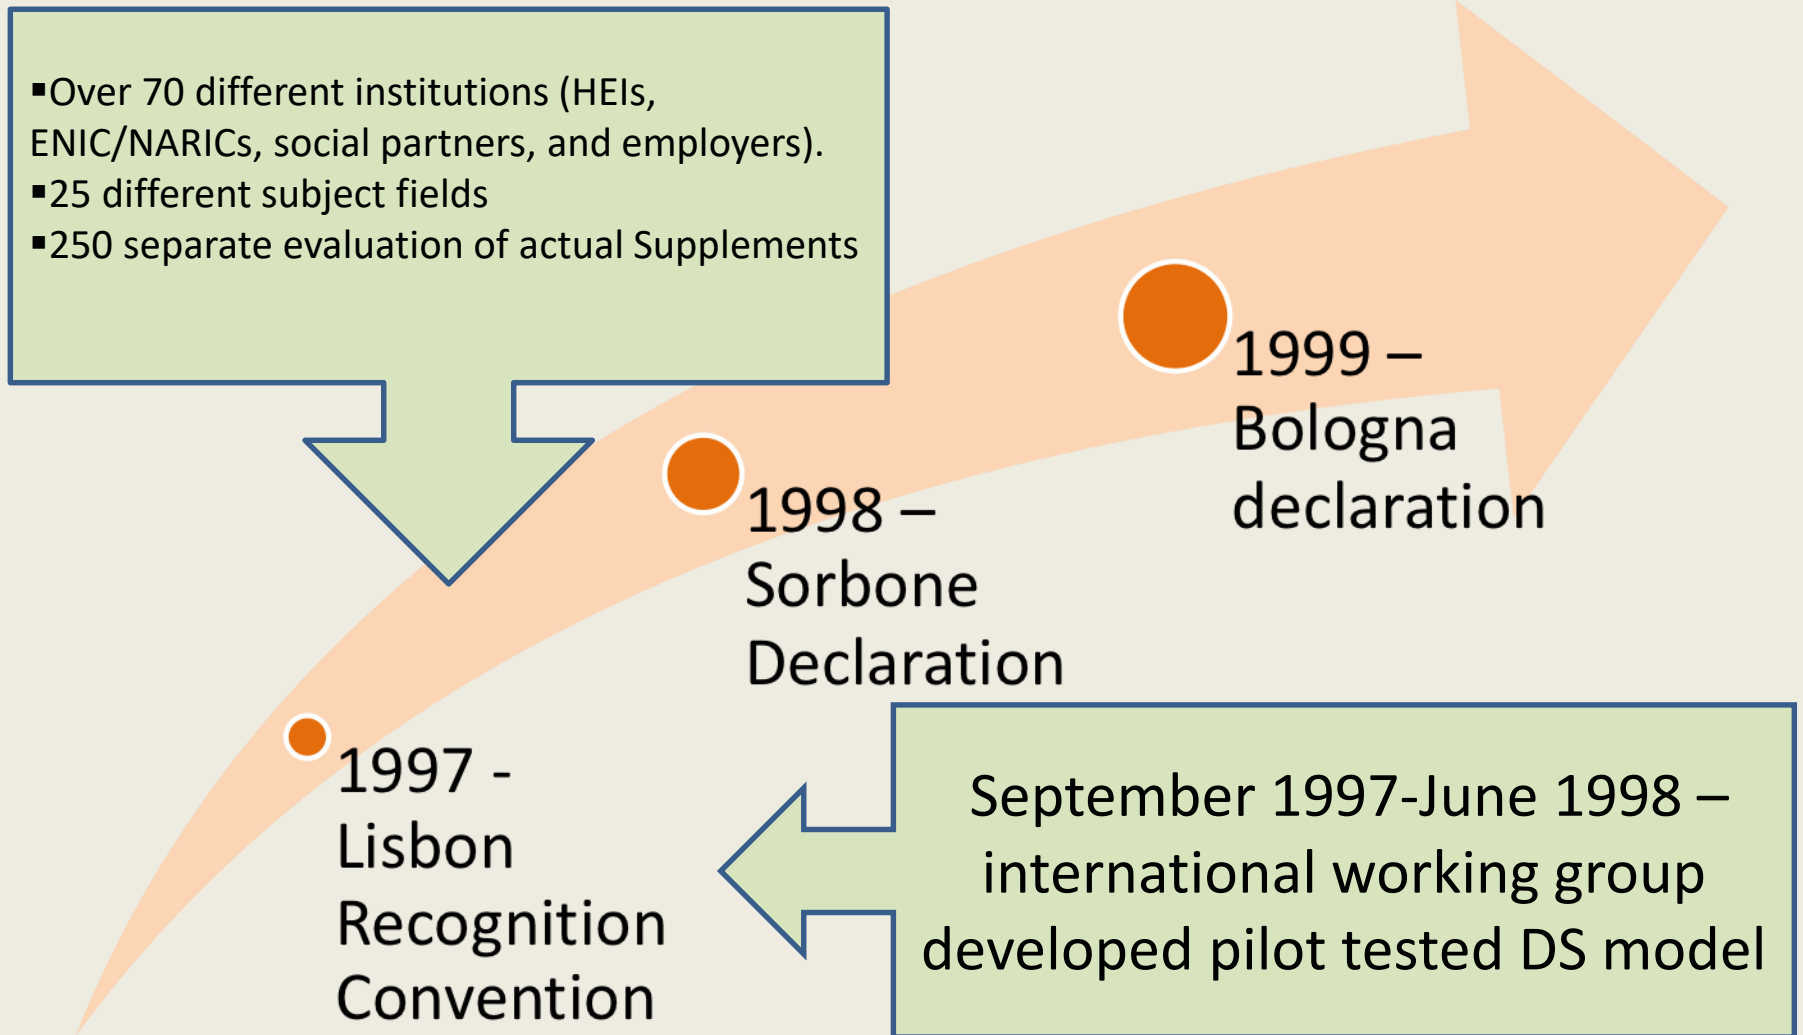 ▪Over 70 different institutions (HEIs,
ENIC/NARICs, social partners, and employers).
▪25 different subject fields
▪250 separate evaluation of actual Supplements
1999 –
Bologna
declaration
1998 –
Sorbone
Declaration
1997 -
Lisbon
Recognition
Convention
September 1997-June 1998 –
international working group
developed pilot tested DS model